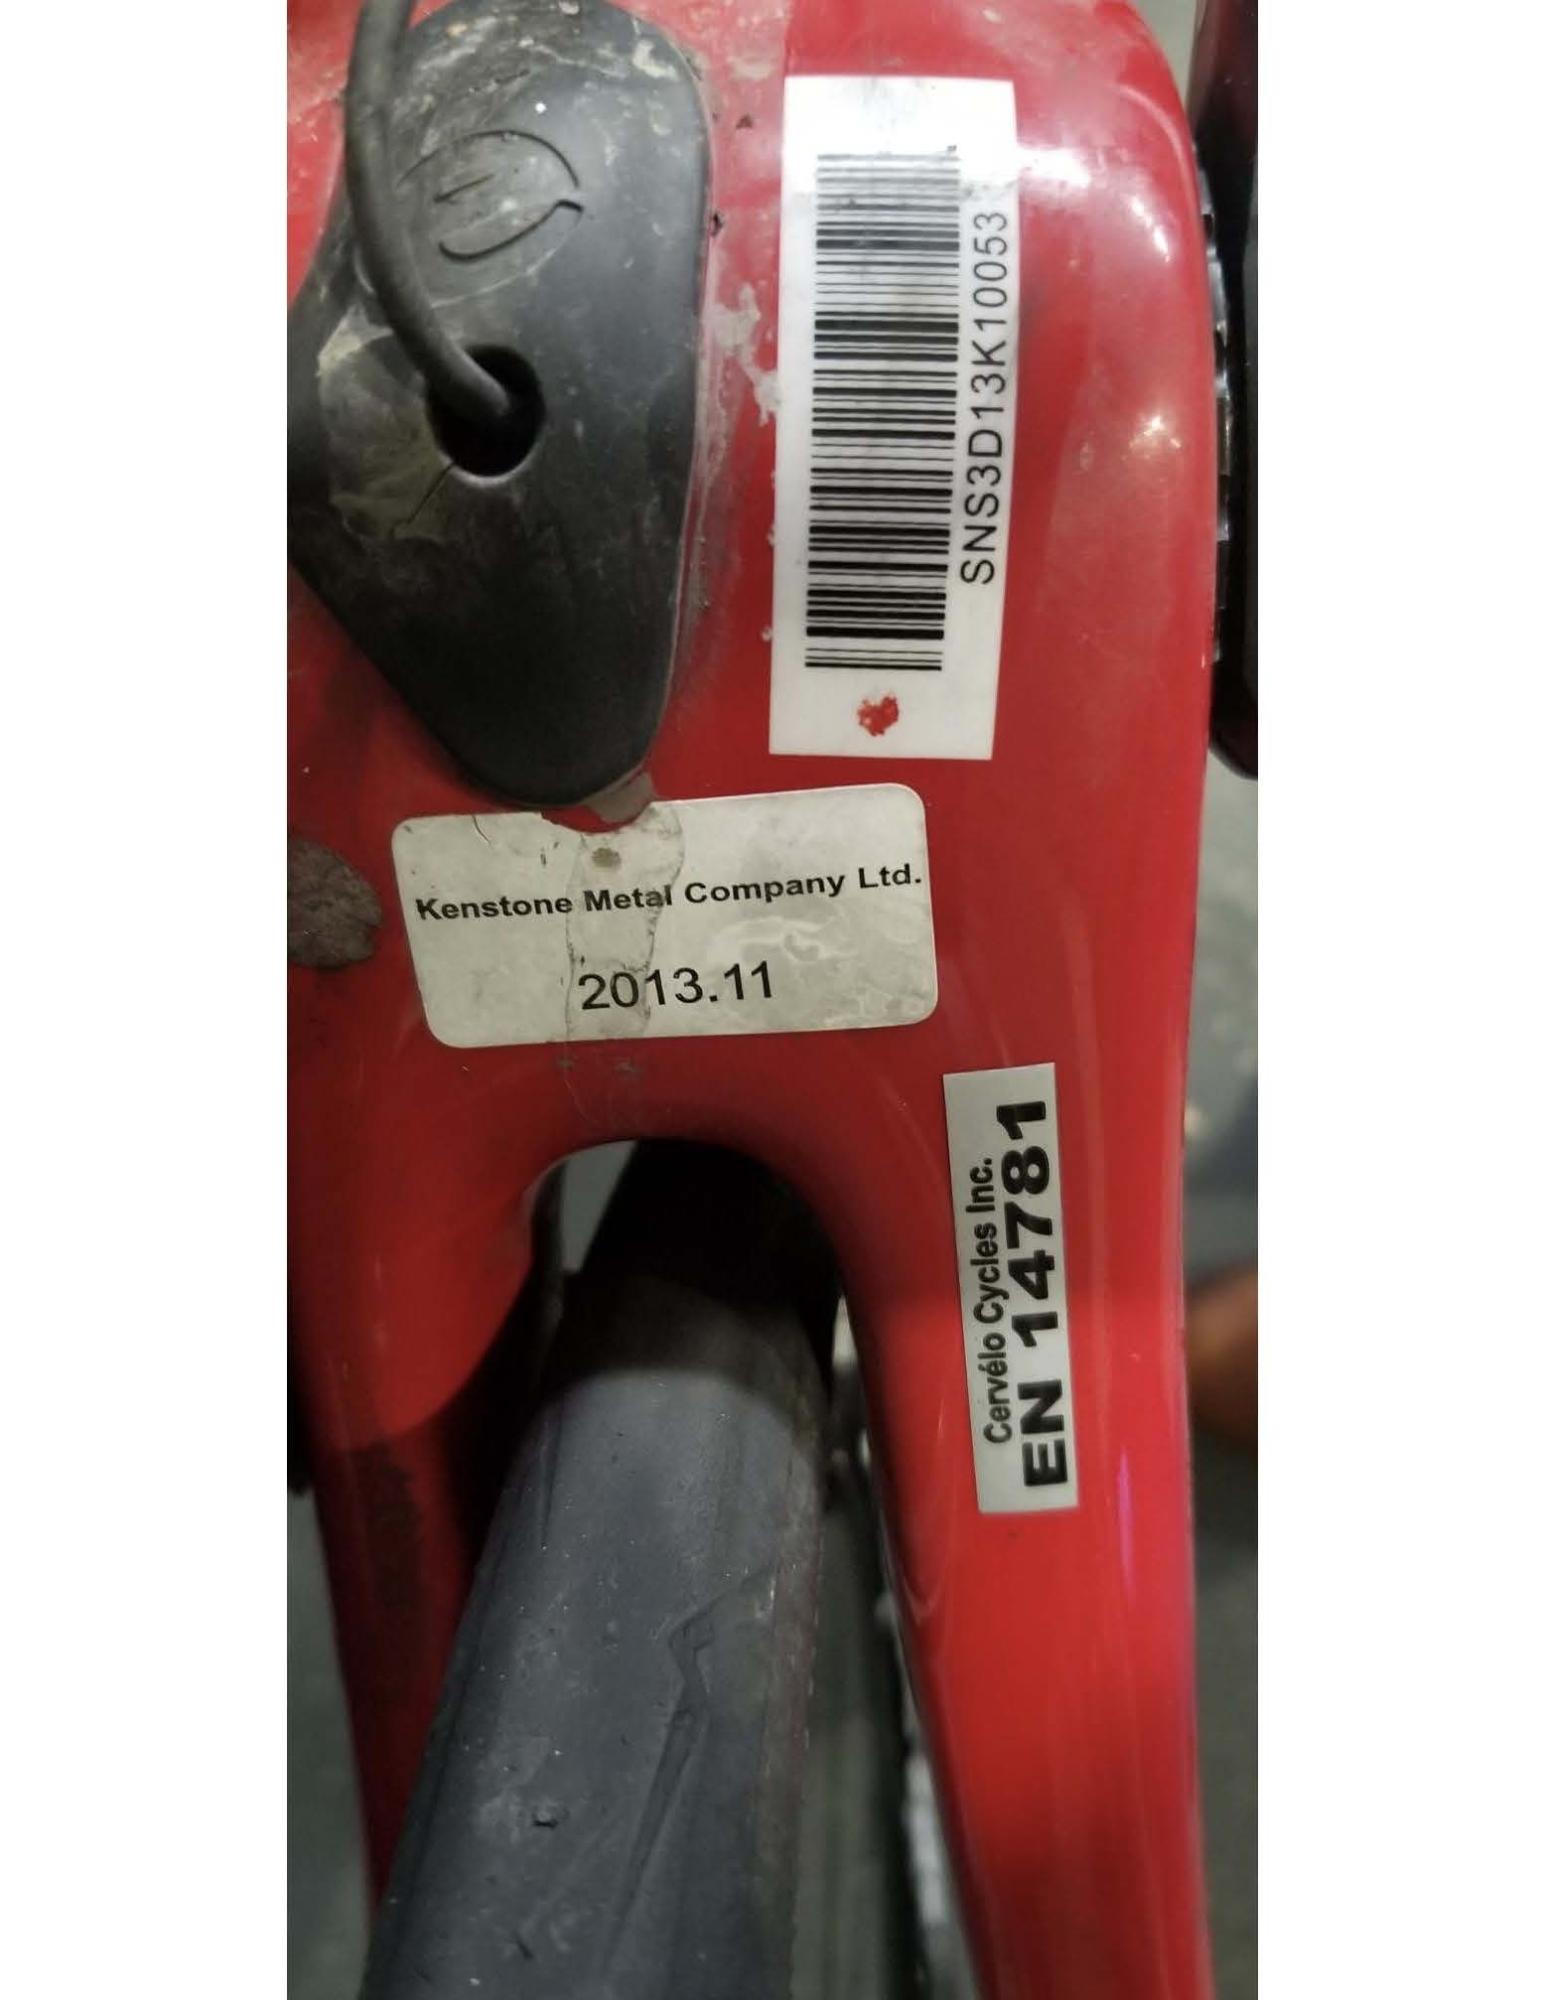 SNS3D13K10053
Kenstone Metal Company Ltd.
2013.11
Cervélo Cycles Inc.
EN 14781